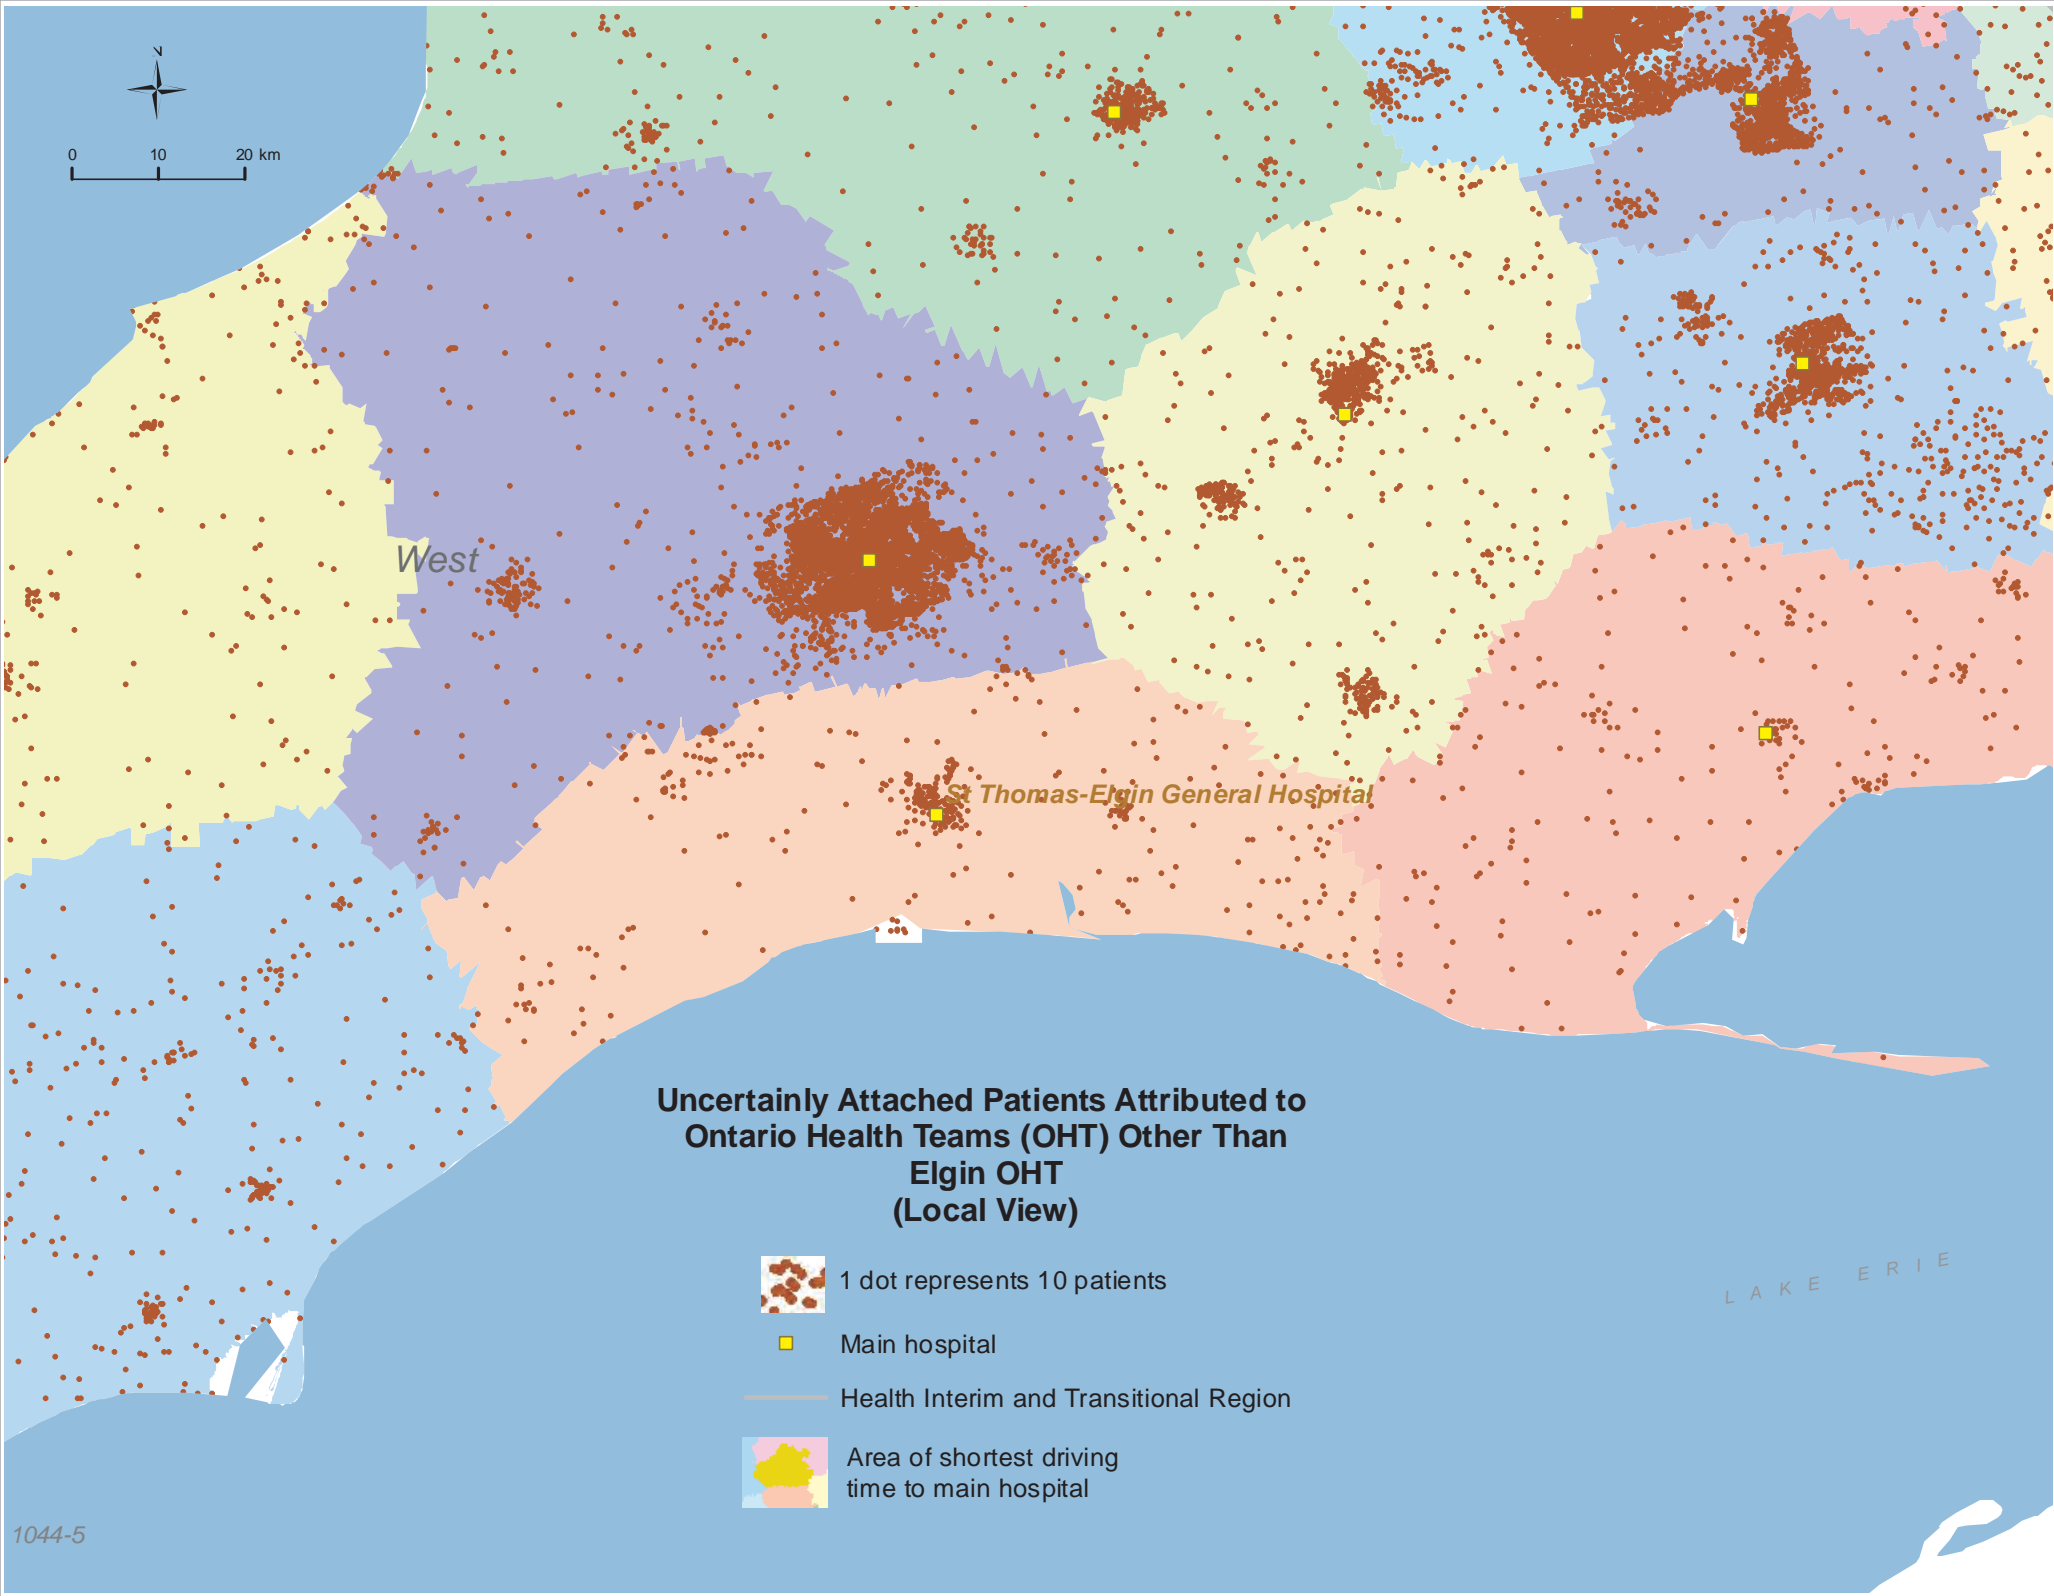 N
0 10 20 km
West
St Thomas-Elgin General Hospital
Uncertainly Attached Patients Attributed to
Ontario Health Teams (OHT) Other Than
Elgin OHT
(Local View)
1 dot represents 10 patients
Main hospital
LAKE ERIE
Health Interim and Transitional Region
Area of shortest driving
time to main hospital
1044-5